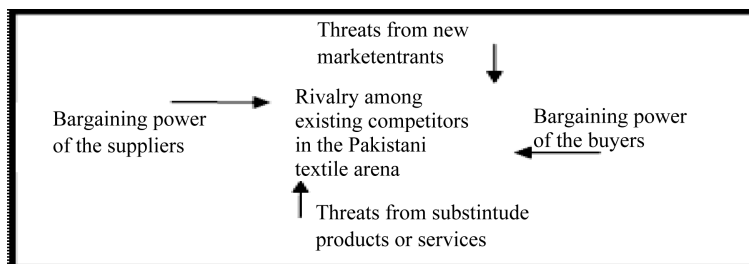 Threats from new
marketentrants
Rivalry among
existing competitors
in the Pakistani
textile arena
Bargaining power
of the suppliers
Bargaining power
of the buyers
Threats from substintude
products or services